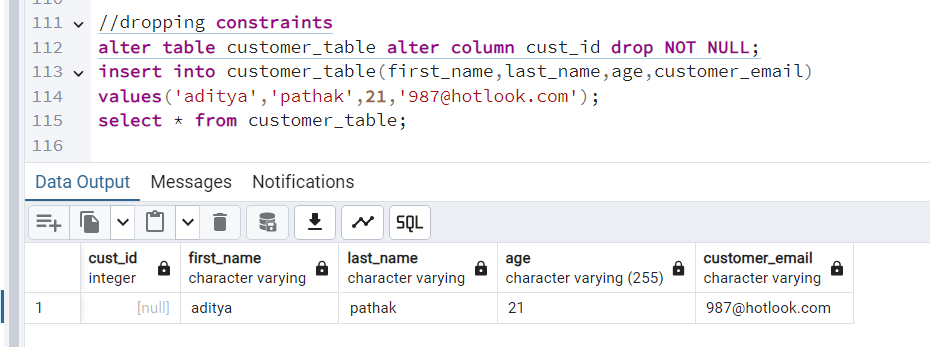 111 //dropping constraints
112 alter table customer_table alter column cust_id drop NOT NULL;
113 insert into customer_table(first_name,last_name,age,customer_email)
114 values('aditya','pathak',21,'987@hotlook.com');
115 select * from customer_table;
116
Data Output Messages Notifications
SQL
cust_id first_name last_name age customer_email
integer character varying character varying character varying (255) character varying
1 [null] aditya pathak 21 987@hotlook.com